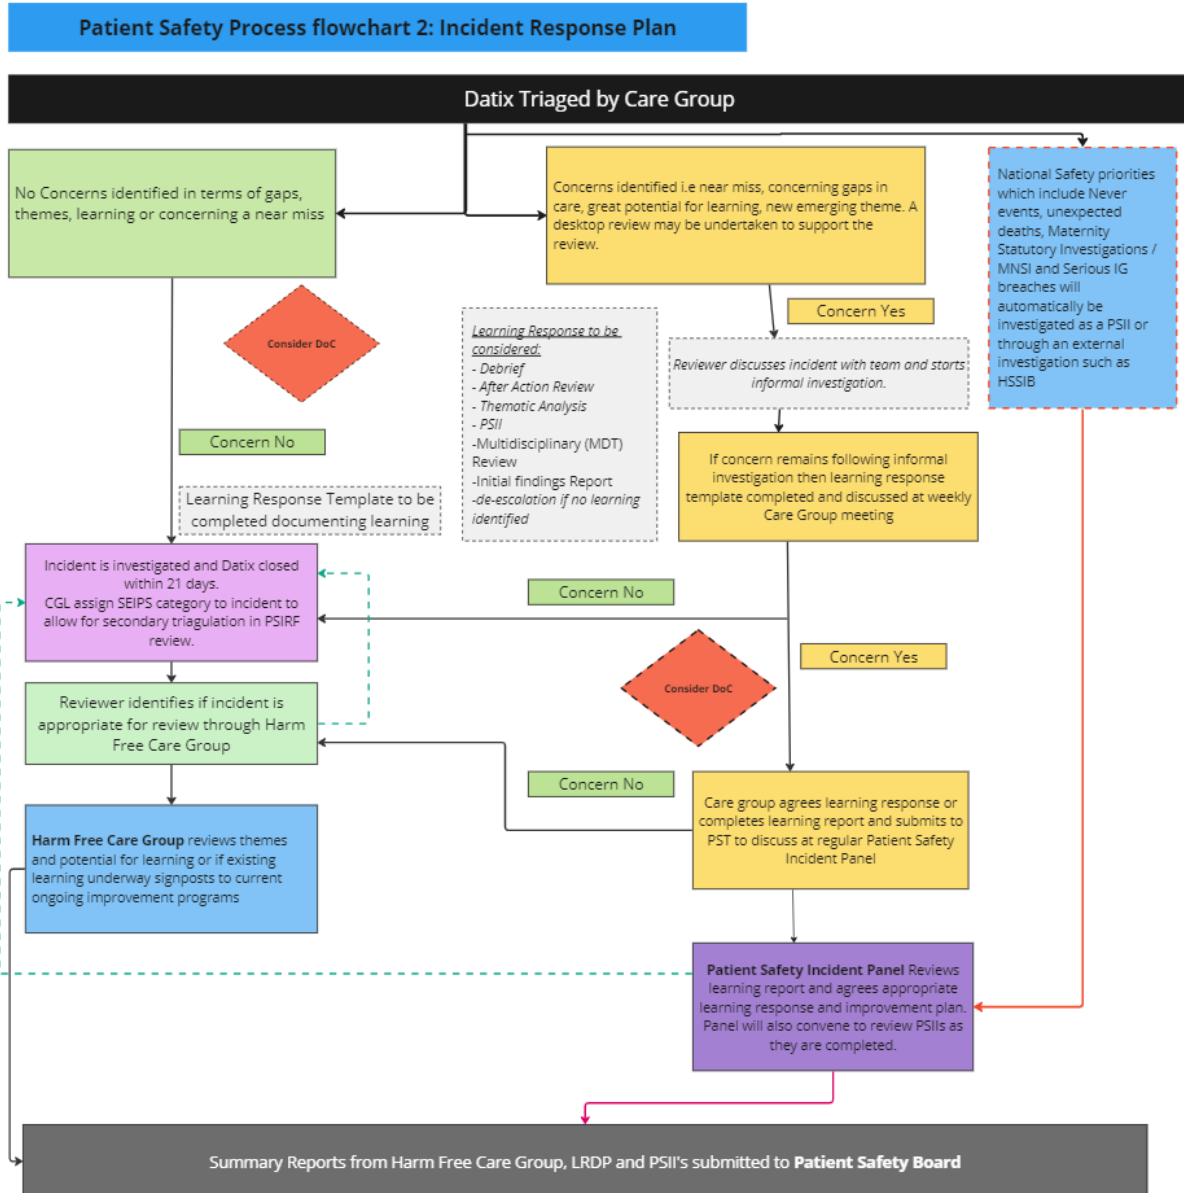 Patient Safety Process flowchart 2: Incident Response Plan
Datix Triaged by Care Group
No Concerns identified in terms of gaps,
themes, learning or concerning a near miss
Concerns identified i.e near miss, concerning gaps in
care, great potential for learning, new emerging theme. A
desktop review may be undertaken to support the
review.
National Safety priorities
which include Never
events, unexpected
deaths, Maternity
Statutory Investigations /
MNSI and Serious IG
breaches will
automatically be
investigated as a PSII or
through an external
investigation such as
HSSIB
Consider DoC
Concern Yes
Learning Response to be
considered:
- Debrief
- After Action Review
- Thematic Analysis
- PSII
-Multidisciplinary (MDT)
Review
-Initial findings Report
-de-escalation if no learning
identified
Reviewer discusses incident with team and starts
informal investigation.
Concern No
If concern remains following informal
investigation then learning response
template completed and discussed at weekly
Care Group meeting
Learning Response Template to be
completed documenting learning
Incident is investigated and Datix closed
within 21 days.
CGL assign SEIPS category to incident to
allow for secondary triagulation in PSIRF
review.
Concern No
Concern Yes
Consider DoC
Reviewer identifies if incident is
appropriate for review through Harm
Free Care Group
Concern No
Care group agrees learning response or
completes learning report and submits to
PST to discuss at regular Patient Safety
Incident Panel
Harm Free Care Group reviews themes
and potential for learning or if existing
learning underway signposts to current
ongoing improvement programs
Patient Safety Incident Panel Reviews
learning report and agrees appropriate
learning response and improvement plan.
Panel will also convene to review PSIIs as
they are completed.
Summary Reports from Harm Free Care Group, LRDP and PSII's submitted to Patient Safety Board